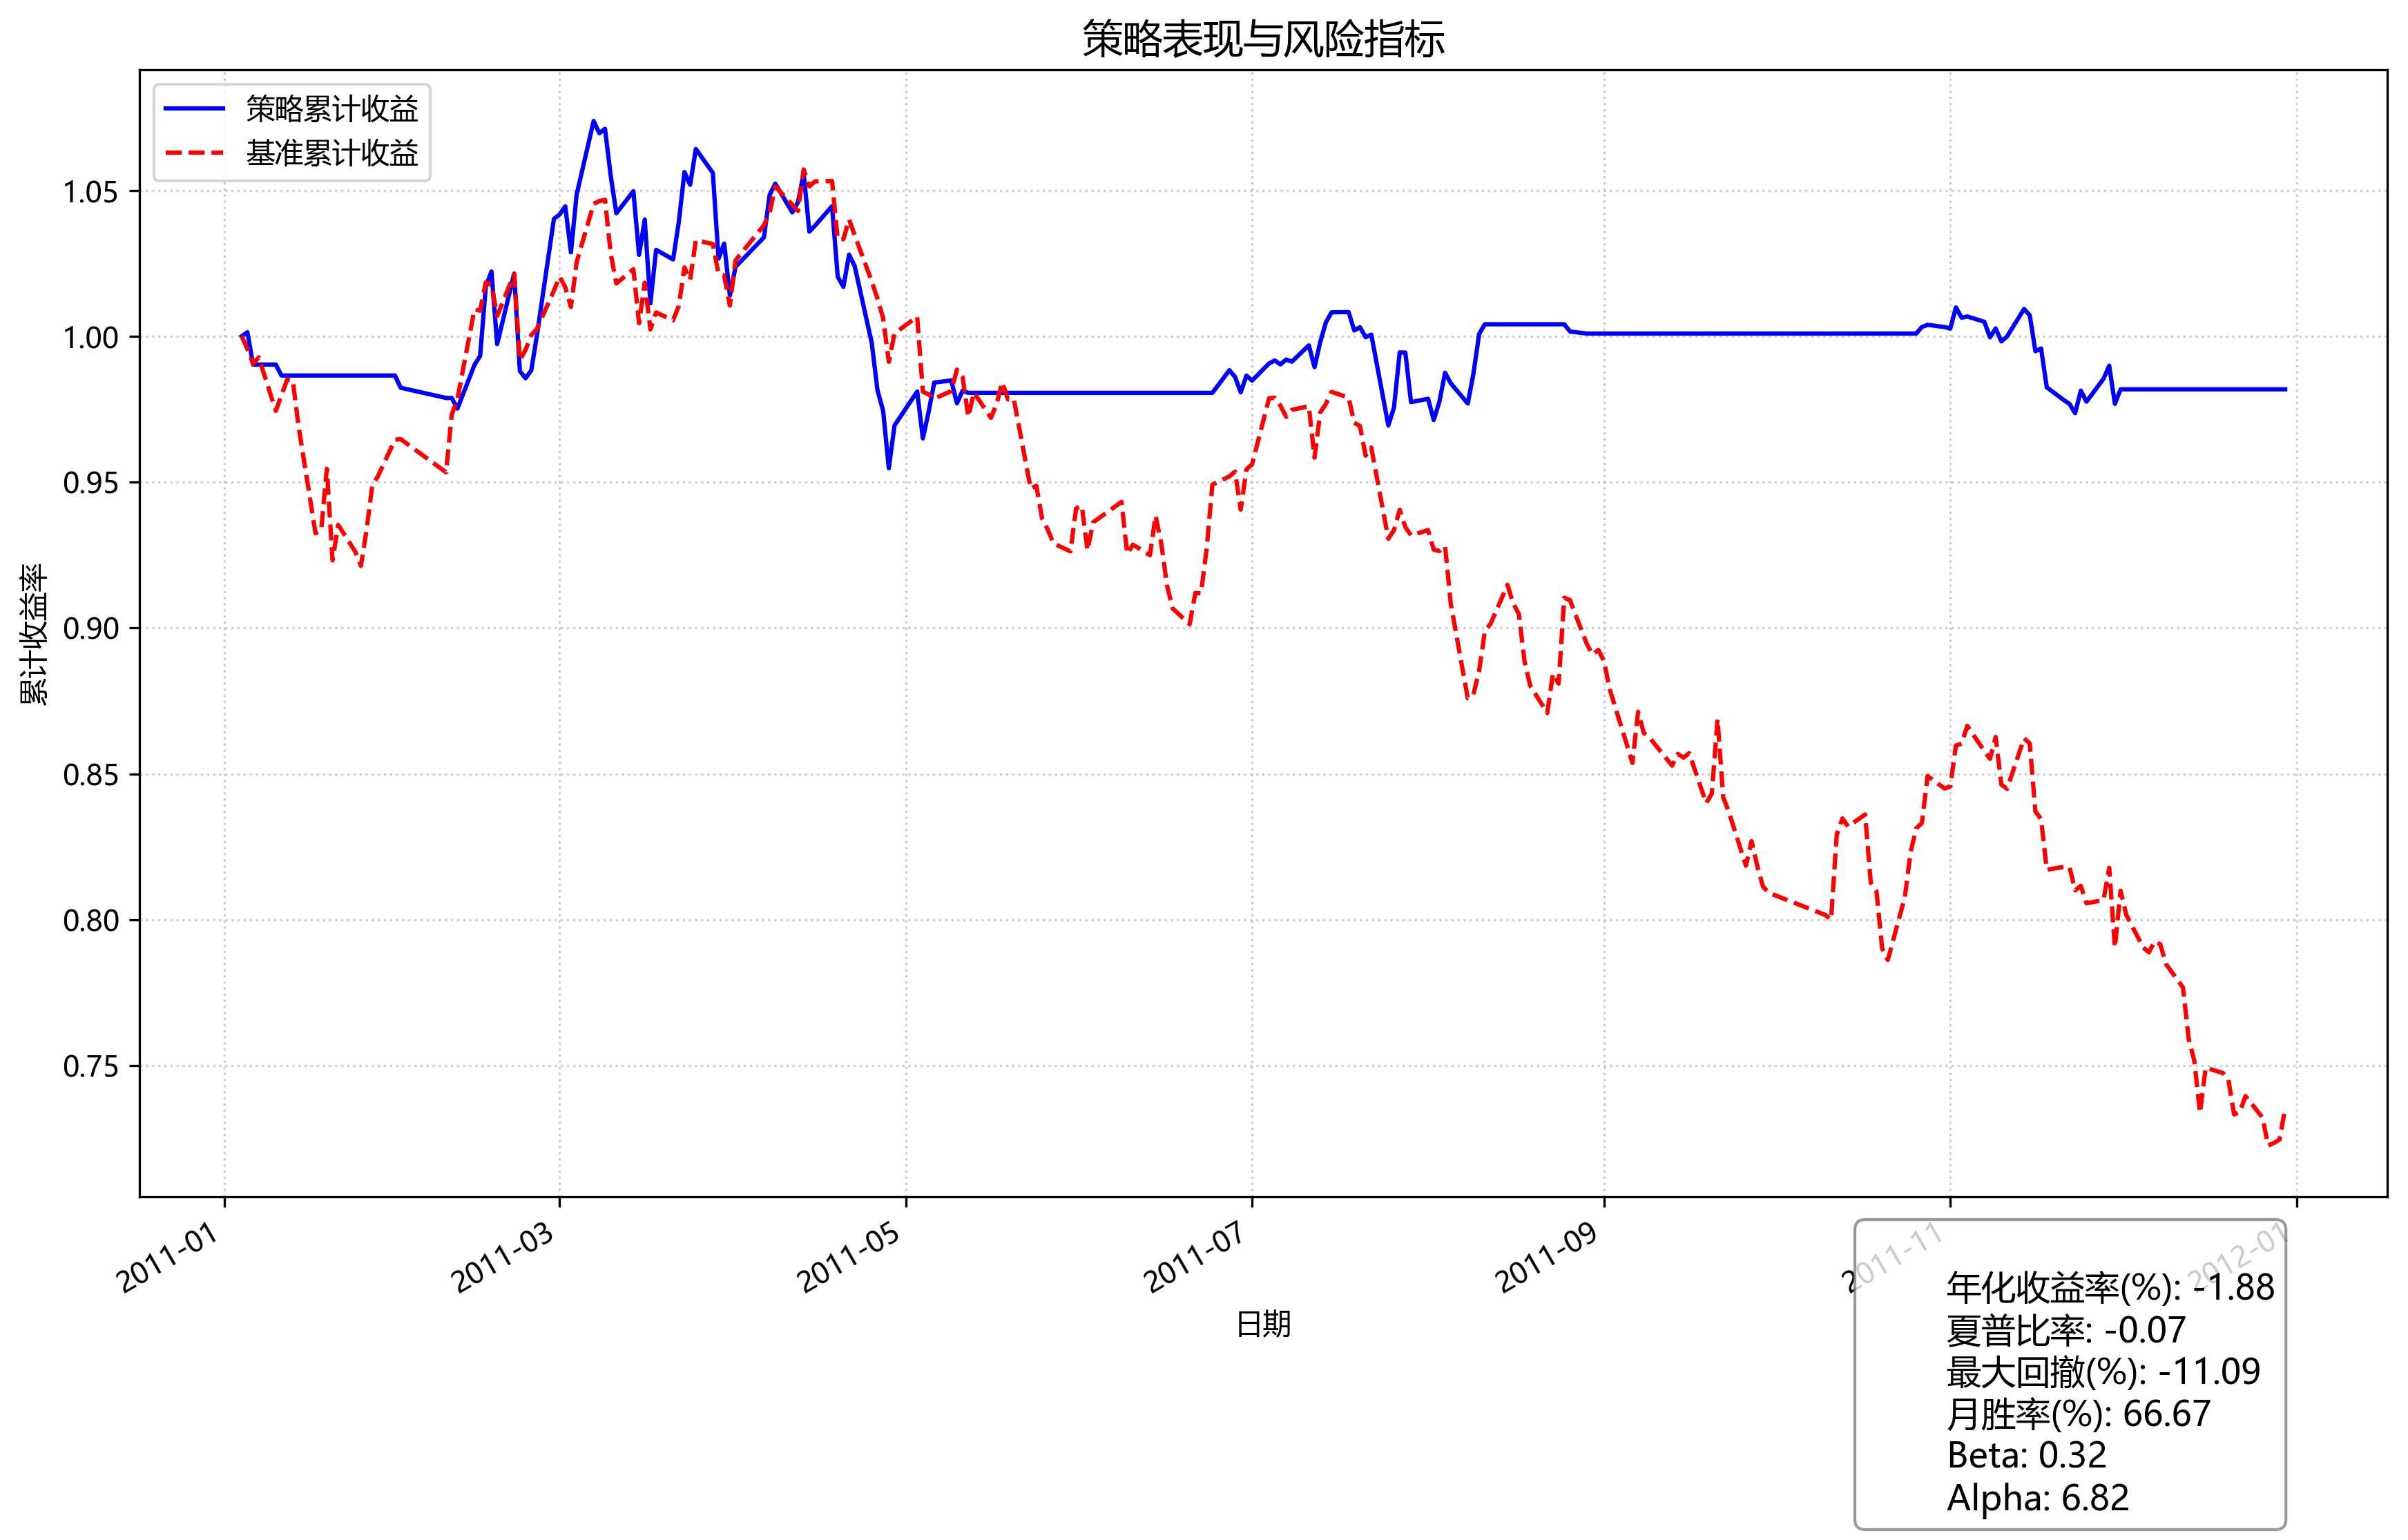 策略表现与风险指标
策略累计收益
基准累计收益
1.05
1.00
0.95
0.90
0.85
0.80
0.75
累计收益率
2011-01
2011-03
2011-05
2011-07
2011-09
2011-11
2012-01
日期
年化收益率(%): -1.88
夏普比率: -0.07
最大回撤(%): -11.09
月胜率(%): 66.67
Beta: 0.32
Alpha: 6.82